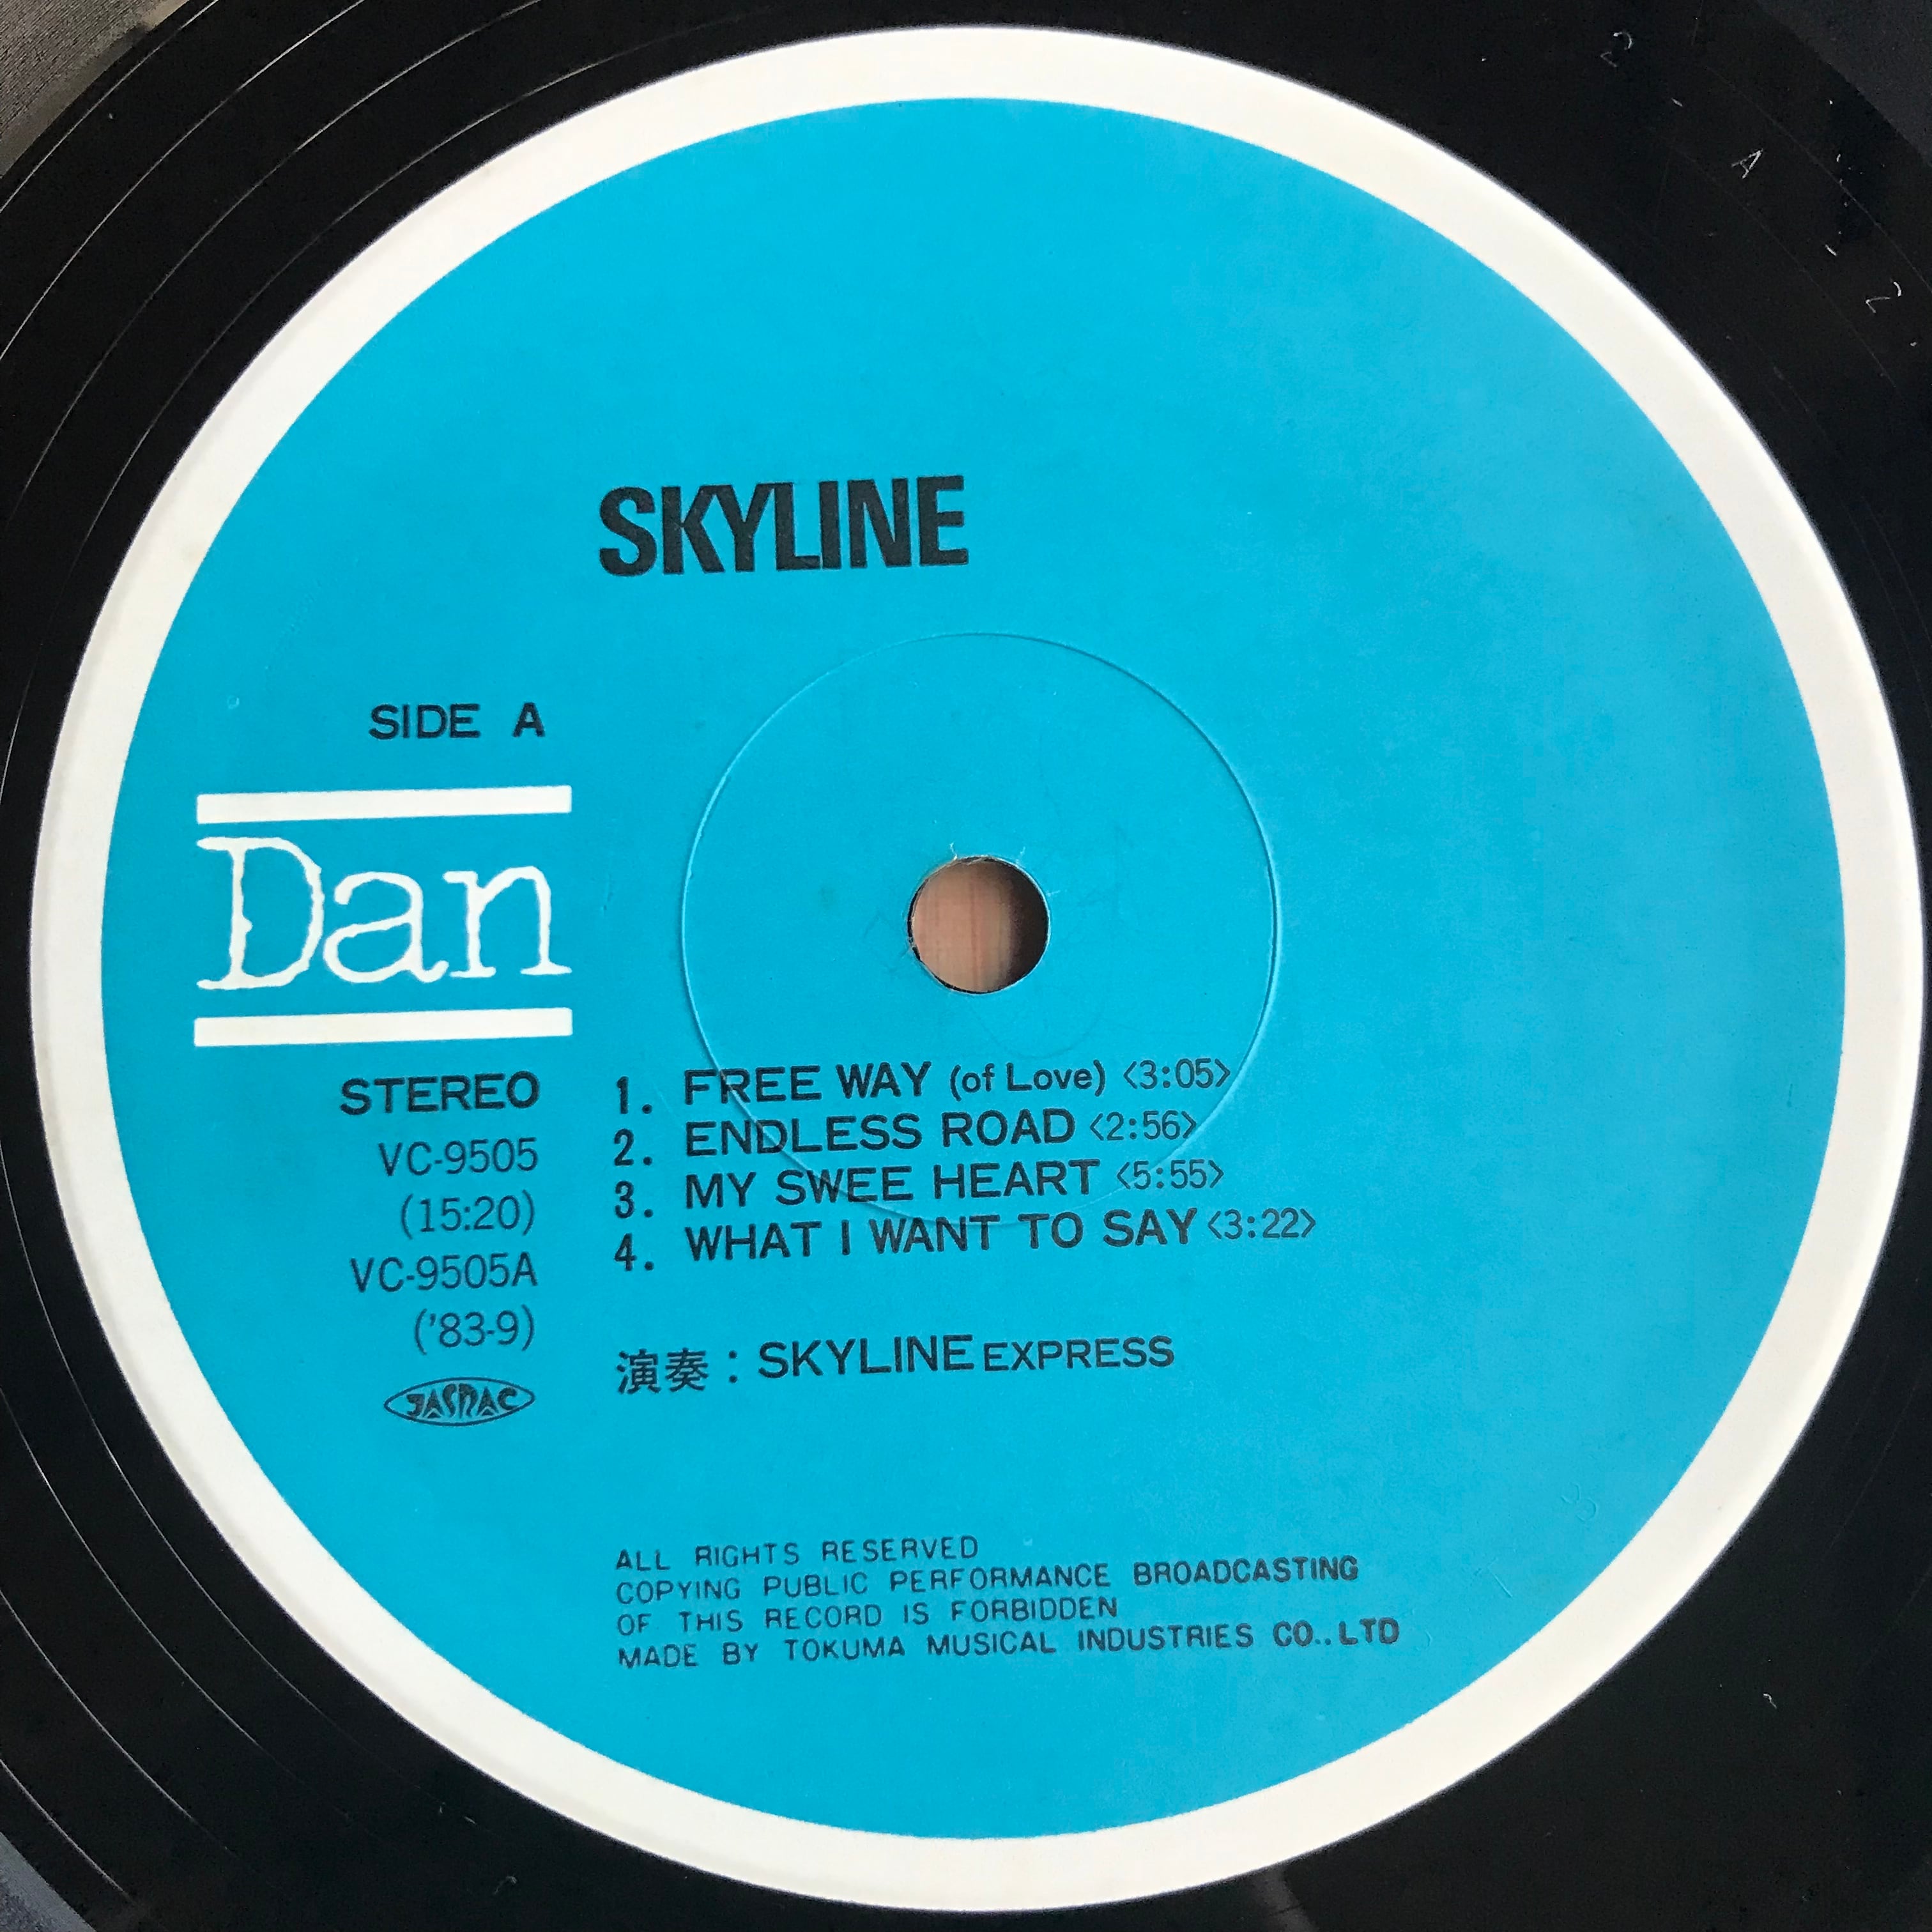 SKYLINE
SIDE A
Dan
STEREO
VC-9505
(15:20)
VC-9505A
('83-9)
JASRAC
1. FREE WAY (of Love) <3:05>
2. ENDLESS ROAD <2:56>
3. MY SWEE HEART <5:55>
4. WHAT I WANT TO SAY <3:22>
演奏：SKYLINE EXPRESS
ALL RIGHTS RESERVED
COPYING PUBLIC PERFORMANCE BROADCASTING
OF THIS RECORD IS FORBIDDEN
MADE BY TOKUMA MUSICAL INDUSTRIES CO., LTD
2 A 2